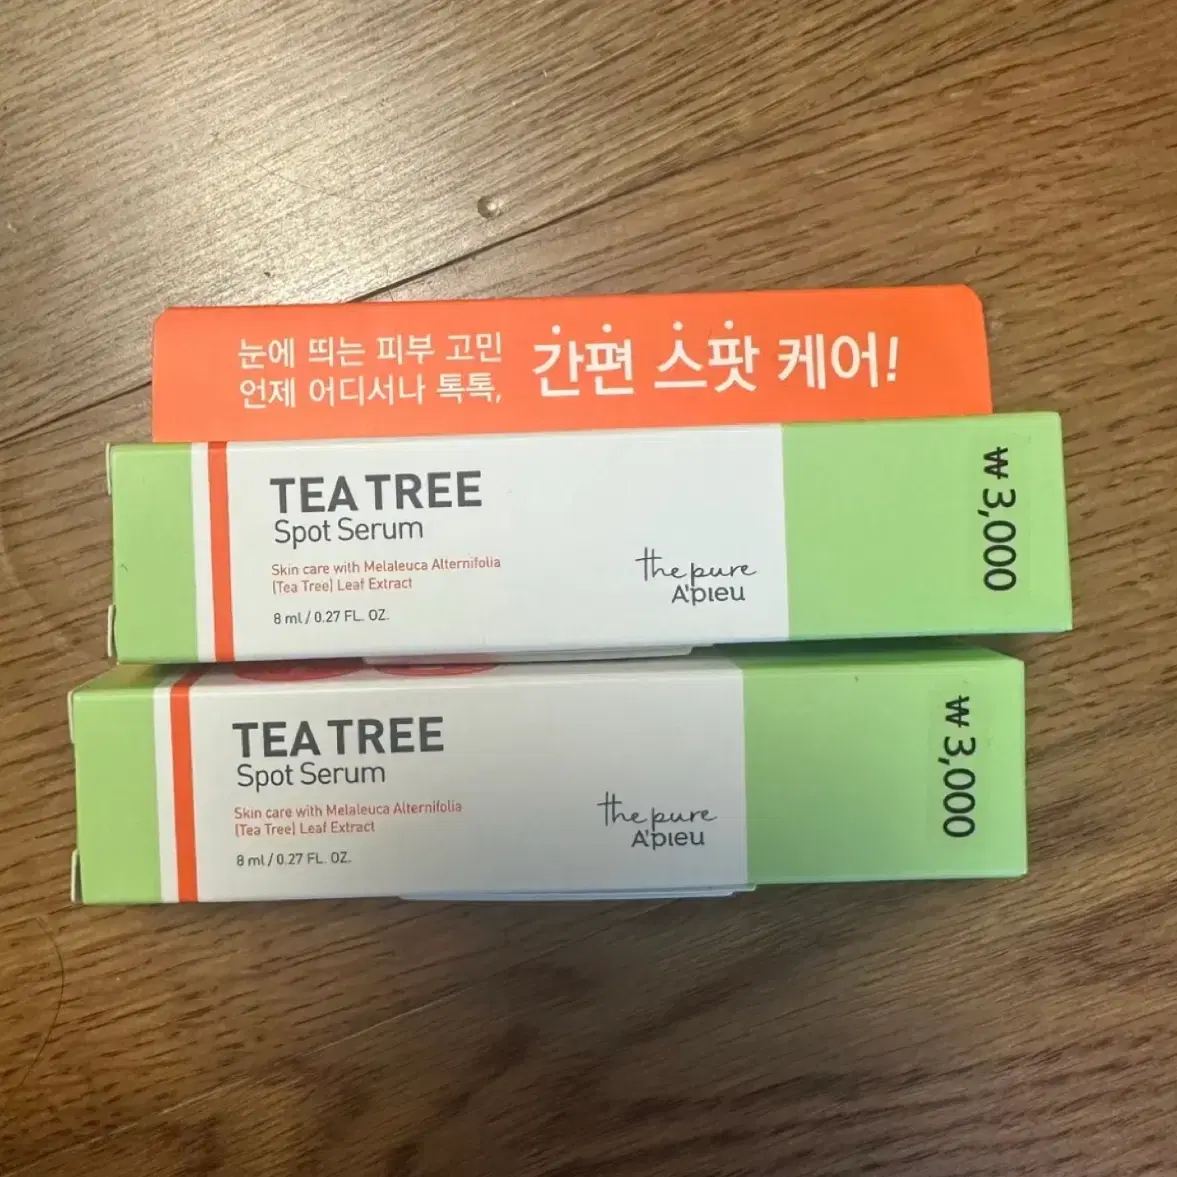 눈에 띄는 피부 고민
언제 어디서나 톡톡,
간편 스팟 케어!
TEA TREE
Spot Serum
Skin care with Melaleuca Alternifolia
(Tea Tree) Leaf Extract
8 ml / 0.27 FL. OZ.
the pure
A'pieu
₩ 3,000
TEA TREE
Spot Serum
Skin care with Melaleuca Alternifolia
(Tea Tree) Leaf Extract
8 ml / 0.27 FL. OZ.
the pure
A'pieu
₩ 3,000